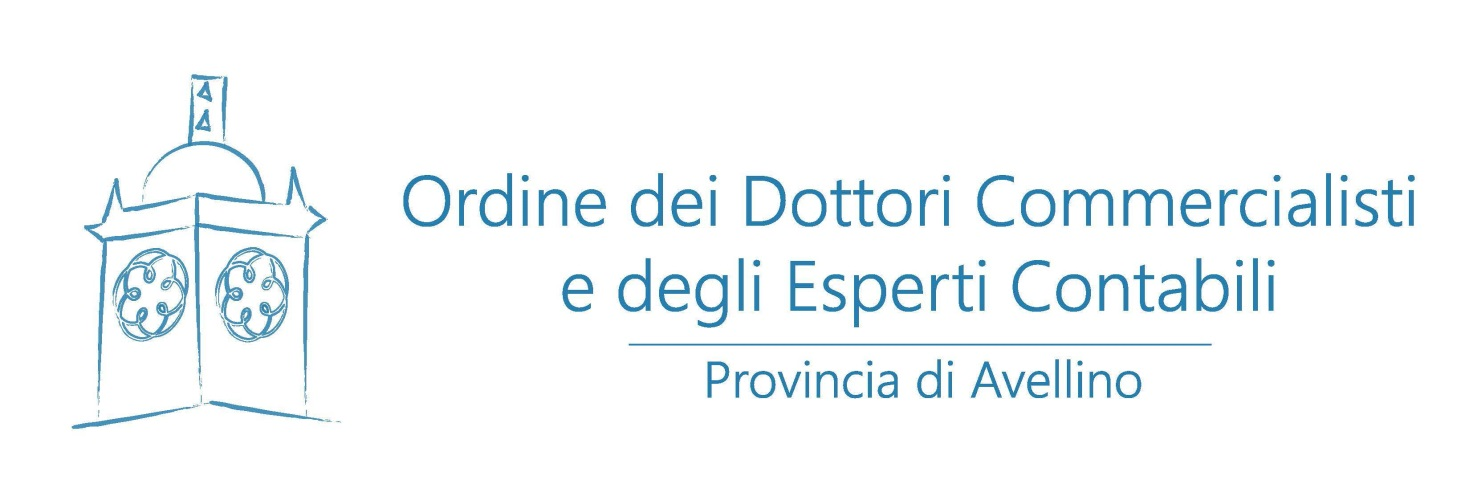 Ordine dei Dottori Commercialisti
e degli Esperti Contabili
Provincia di Avellino